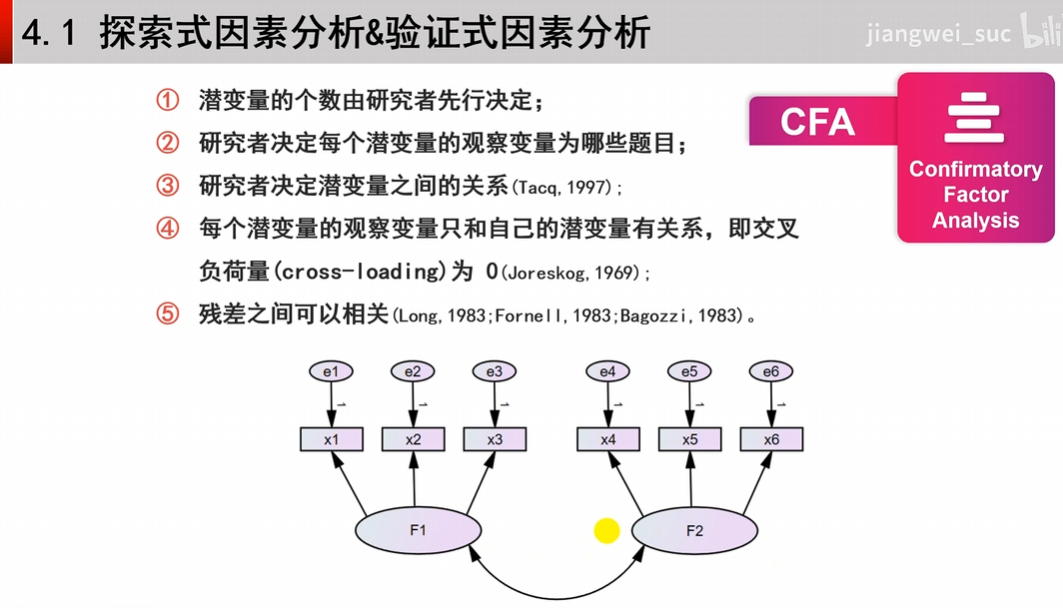 4.1 探索式因素分析&验证式因素分析
jiangwei_suc bili
① 潜变量的个数由研究者先行决定；
② 研究者决定每个潜变量的观察变量为哪些题目；
③ 研究者决定潜变量之间的关系(Tacq,1997)；
④ 每个潜变量的观察变量只和自己的潜变量有关系，即交叉
负荷量(cross-loading)为 0(Joreskog,1969)；
⑤ 残差之间可以相关(Long,1983;Fornell,1983;Bagozzi,1983)。
CFA
Confirmatory
Factor
Analysis
e1 e2 e3 e4 e5 e6
1 1 1 1 1 1
x1 x2 x3 x4 x5 x6
F1 F2